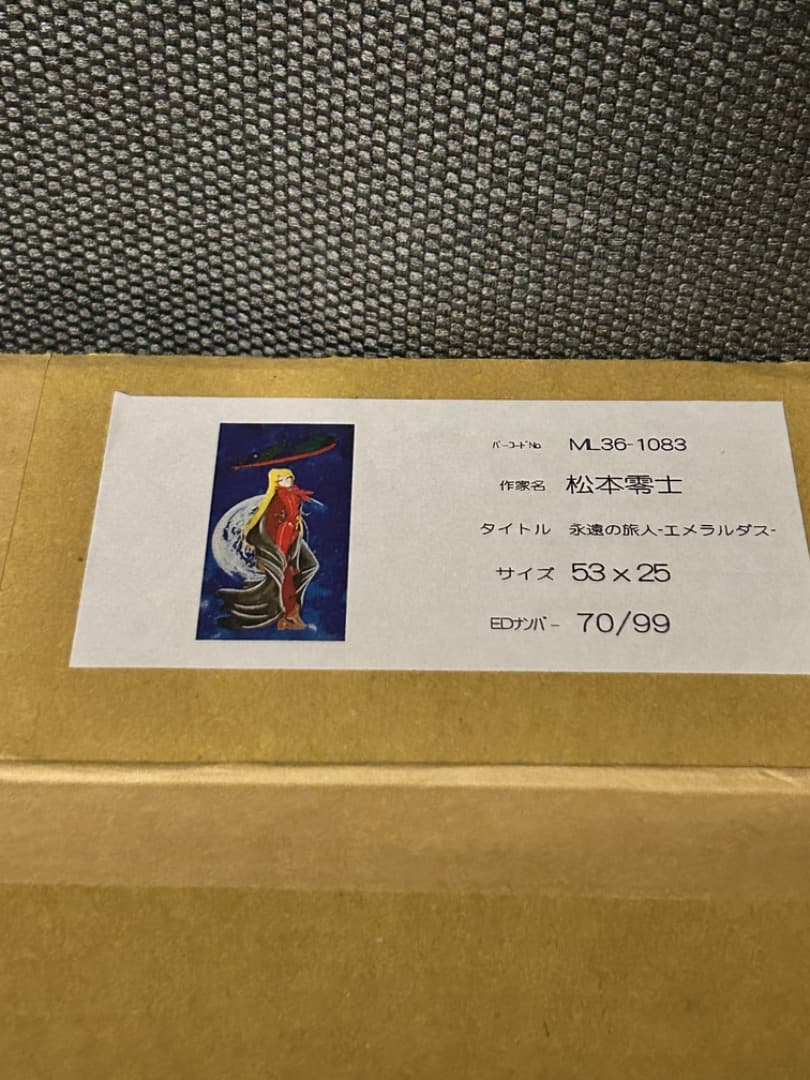 ﾊﾞｰｺｰﾄﾞNo ML36-1083
作家名 松本零士
タイトル 永遠の旅人-エメラルダス-
サイズ 53×25
EDﾅﾝﾊﾞｰ 70/99